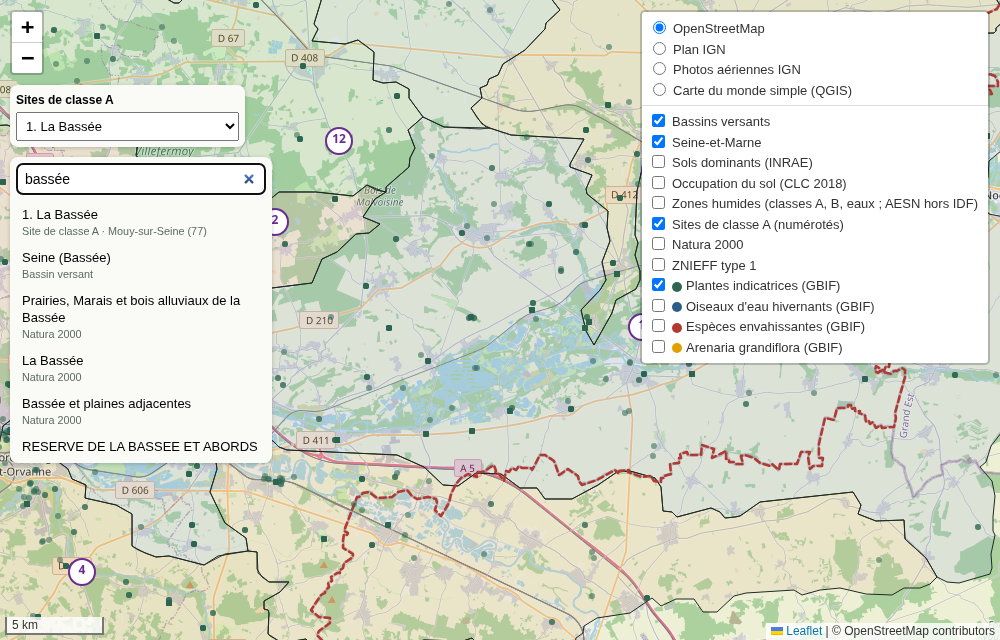 +
−
Sites de classe A
1. La Bassée
bassée
×
1. La Bassée
Site de classe A · Mouy-sur-Seine (77)
Seine (Bassée)
Bassin versant
Prairies, Marais et bois alluviaux de la
Bassée
Natura 2000
La Bassée
Natura 2000
Bassée et plaines adjacentes
Natura 2000
RESERVE DE LA BASSEE ET ABORDS
OpenStreetMap
Plan IGN
Photos aériennes IGN
Carte du monde simple (QGIS)
Bassins versants
Seine-et-Marne
Sols dominants (INRAE)
Occupation du sol (CLC 2018)
Zones humides (classes A, B, eaux ; AESN hors IDF)
Sites de classe A (numérotés)
Natura 2000
ZNIEFF type 1
Plantes indicatrices (GBIF)
Oiseaux d'eau hivernants (GBIF)
Espèces envahissantes (GBIF)
Arenaria grandiflora (GBIF)
D 67
D 408
12
Villefermoy
Bois de
Malvoisine
D 412
2
D 210
D 411
A 5
D 606
t-Orvanne
Grand Est
4
5 km
Leaflet | © OpenStreetMap contributors